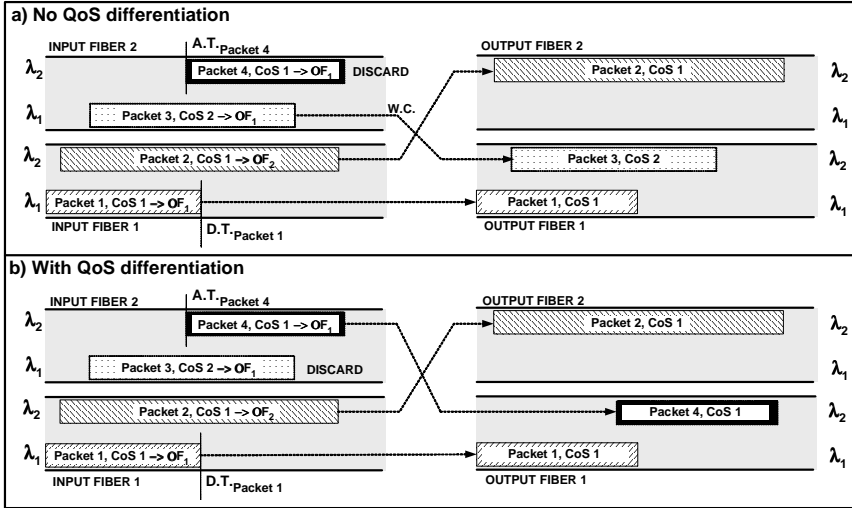 a) No QoS differentiation
INPUT FIBER 2
A.T.Packet 4
OUTPUT FIBER 2
λ2
Packet 4, CoS 1 –> OF1
DISCARD
Packet 2, CoS 1
λ2
λ1
Packet 3, CoS 2 –> OF1
W.C.
λ1
λ2
Packet 2, CoS 1 –> OF2
Packet 3, CoS 2
λ2
λ1
Packet 1, CoS 1 –> OF1
Packet 1, CoS 1
λ1
INPUT FIBER 1
D.T.Packet 1
OUTPUT FIBER 1
b) With QoS differentiation
INPUT FIBER 2
A.T.Packet 4
OUTPUT FIBER 2
λ2
Packet 4, CoS 1 –> OF1
Packet 2, CoS 1
λ2
λ1
Packet 3, CoS 2 –> OF1
DISCARD
λ1
λ2
Packet 2, CoS 1 –> OF2
Packet 4, CoS 1
λ2
λ1
Packet 1, CoS 1 –> OF1
Packet 1, CoS 1
λ1
INPUT FIBER 1
D.T.Packet 1
OUTPUT FIBER 1